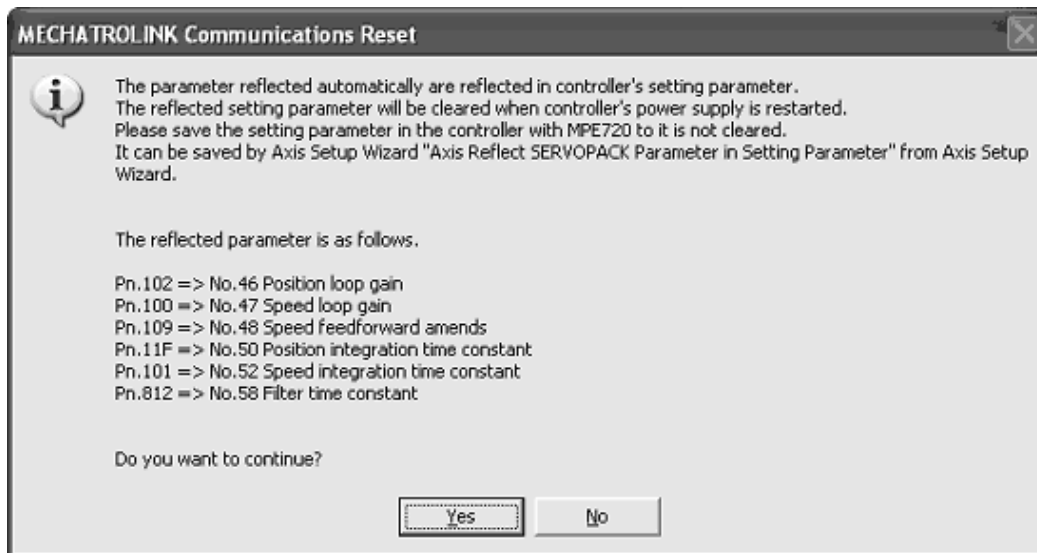 MECHATROLINK Communications Reset
The parameter reflected automatically are reflected in controller's setting parameter.
The reflected setting parameter will be cleared when controller's power supply is restarted.
Please save the setting parameter in the controller with MPE720 to it is not cleared.
It can be saved by Axis Setup Wizard "Axis Reflect SERVOPACK Parameter in Setting Parameter" from Axis Setup
Wizard.
The reflected parameter is as follows.
Pn.102 => No.46 Position loop gain
Pn.100 => No.47 Speed loop gain
Pn.109 => No.48 Speed feedforward amends
Pn.11F => No.50 Position integration time constant
Pn.101 => No.52 Speed integration time constant
Pn.812 => No.58 Filter time constant
Do you want to continue?
Yes
No